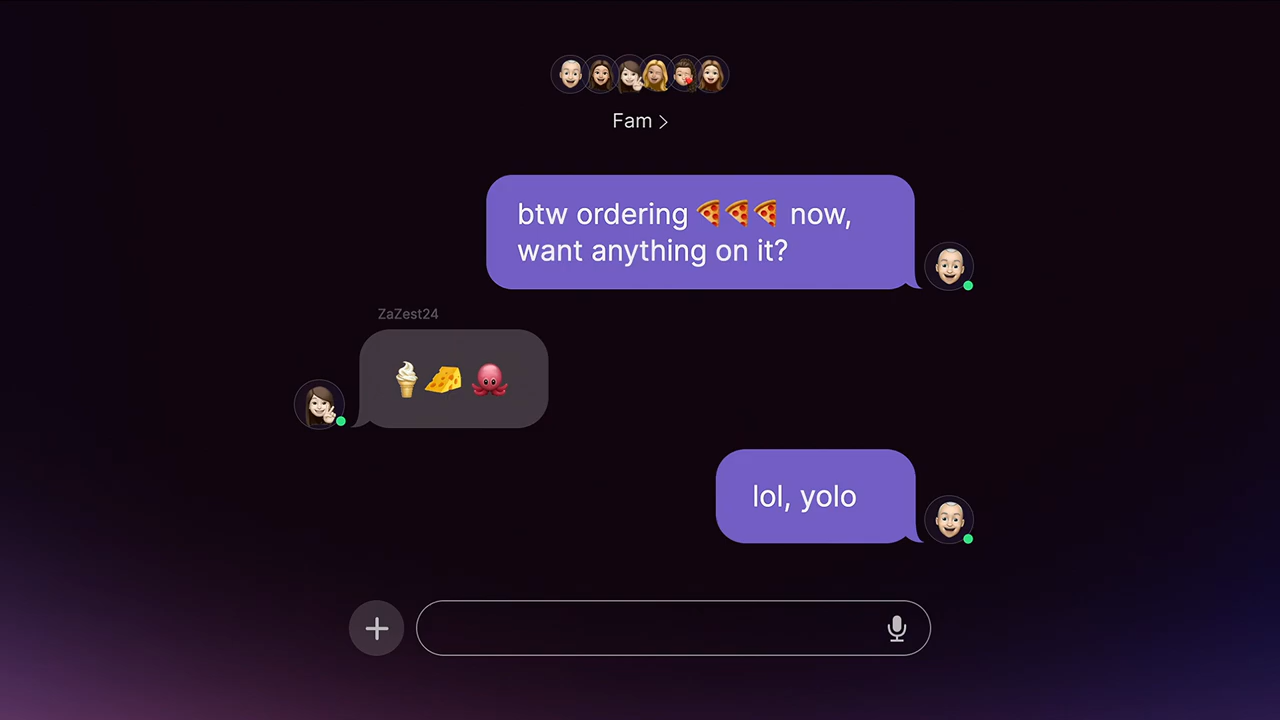 Fam >
btw ordering 🍕🍕🍕 now,
want anything on it?
ZaZest24
🍦🧀🐙
lol, yolo